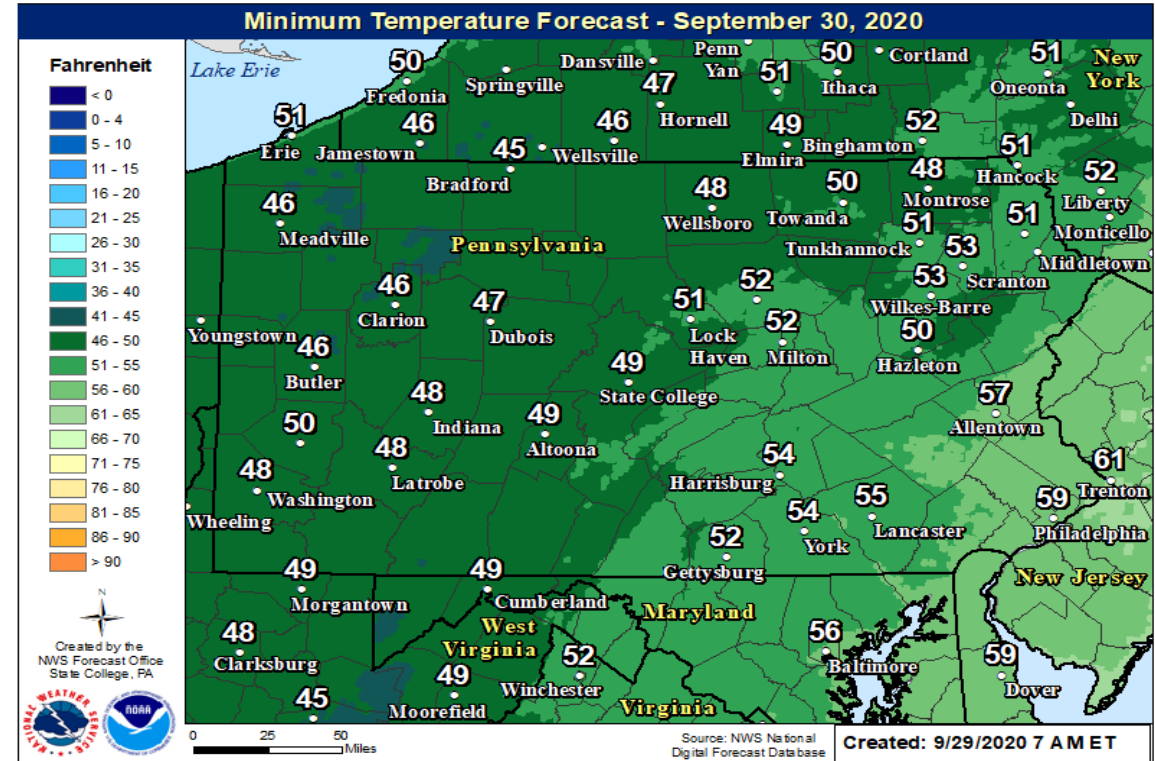 Minimum Temperature Forecast - September 30, 2020
Fahrenheit
< 0
0 - 4
5 - 10
11 - 15
16 - 20
21 - 25
26 - 30
31 - 35
36 - 40
41 - 45
46 - 50
51 - 55
56 - 60
61 - 65
66 - 70
71 - 75
76 - 80
81 - 85
86 - 90
> 90
N
Created by the
NWS Forecast Office
State College, PA
NATIONAL WEATHER SERVICE
NOAA
Lake Erie
50
Fredonia
Springville
Dansville
47
Hornell
Penn
Yan
51
50
Ithaca
Cortland
51
Oneonta
New
York
Delhi
51
Erie
46
Jamestown
45
Bradford
46
Wellsville
49
Elmira
52
Binghamton
51
Hancock
52
Liberty
Monticello
46
Meadville
Pennsylvania
48
Wellsboro
50
Towanda
48
Montrose
51
Tunkhannock
53
Scranton
51
Middletown
46
Clarion
47
Dubois
51
Lock
Haven
52
52
Milton
53
Wilkes-Barre
50
Hazleton
Youngstown
46
Butler
49
State College
57
Allentown
50
48
Indiana
49
Altoona
48
Washington
48
Latrobe
54
Harrisburg
54
York
55
Lancaster
61
Trenton
59
Philadelphia
Wheeling
52
Gettysburg
New Jersey
49
Morgantown
49
Cumberland
Maryland
West
Virginia
48
Clarksburg
52
Winchester
56
Baltimore
59
Dover
45
49
Moorefield
Virginia
0 25 50
Miles
Source: NWS National
Digital Forecast Database
Created: 9/29/2020 7 AM ET